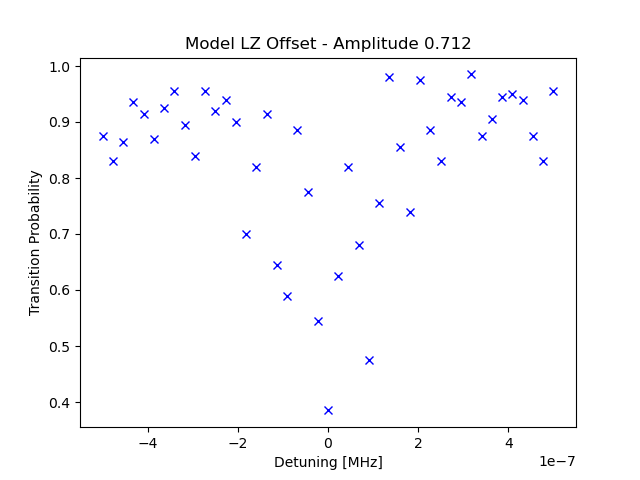 Model LZ Offset - Amplitude 0.712
1.0
0.9
0.8
0.7
0.6
0.5
0.4
Transition Probability
−4 −2 0 2 4
1e−7
Detuning [MHz]